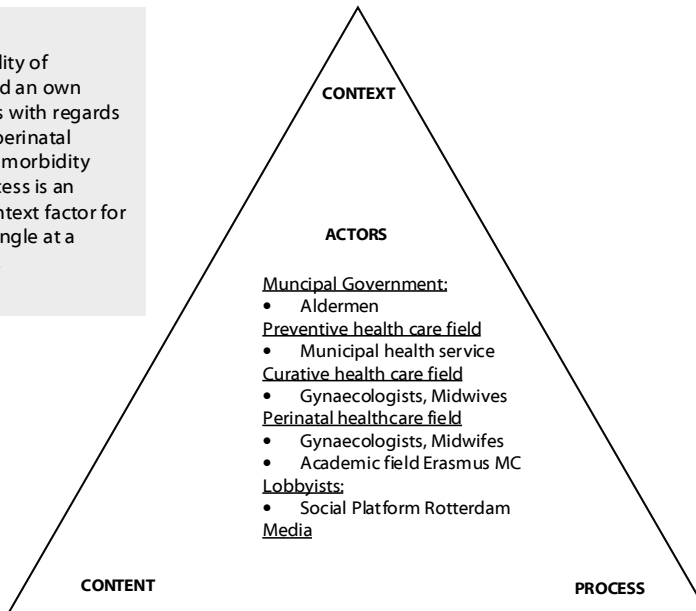 lity of
d an own
s with regards
perinatal
morbidity
cess is an
ntext factor for
ngle at a
CONTEXT
ACTORS
Muncipal Government:
• Aldermen
Preventive health care field
• Municipal health service
Curative health care field
• Gynaecologists, Midwives
Perinatal healthcare field
• Gynaecologists, Midwifes
• Academic field Erasmus MC
Lobbyists:
• Social Platform Rotterdam
Media
CONTENT
PROCESS